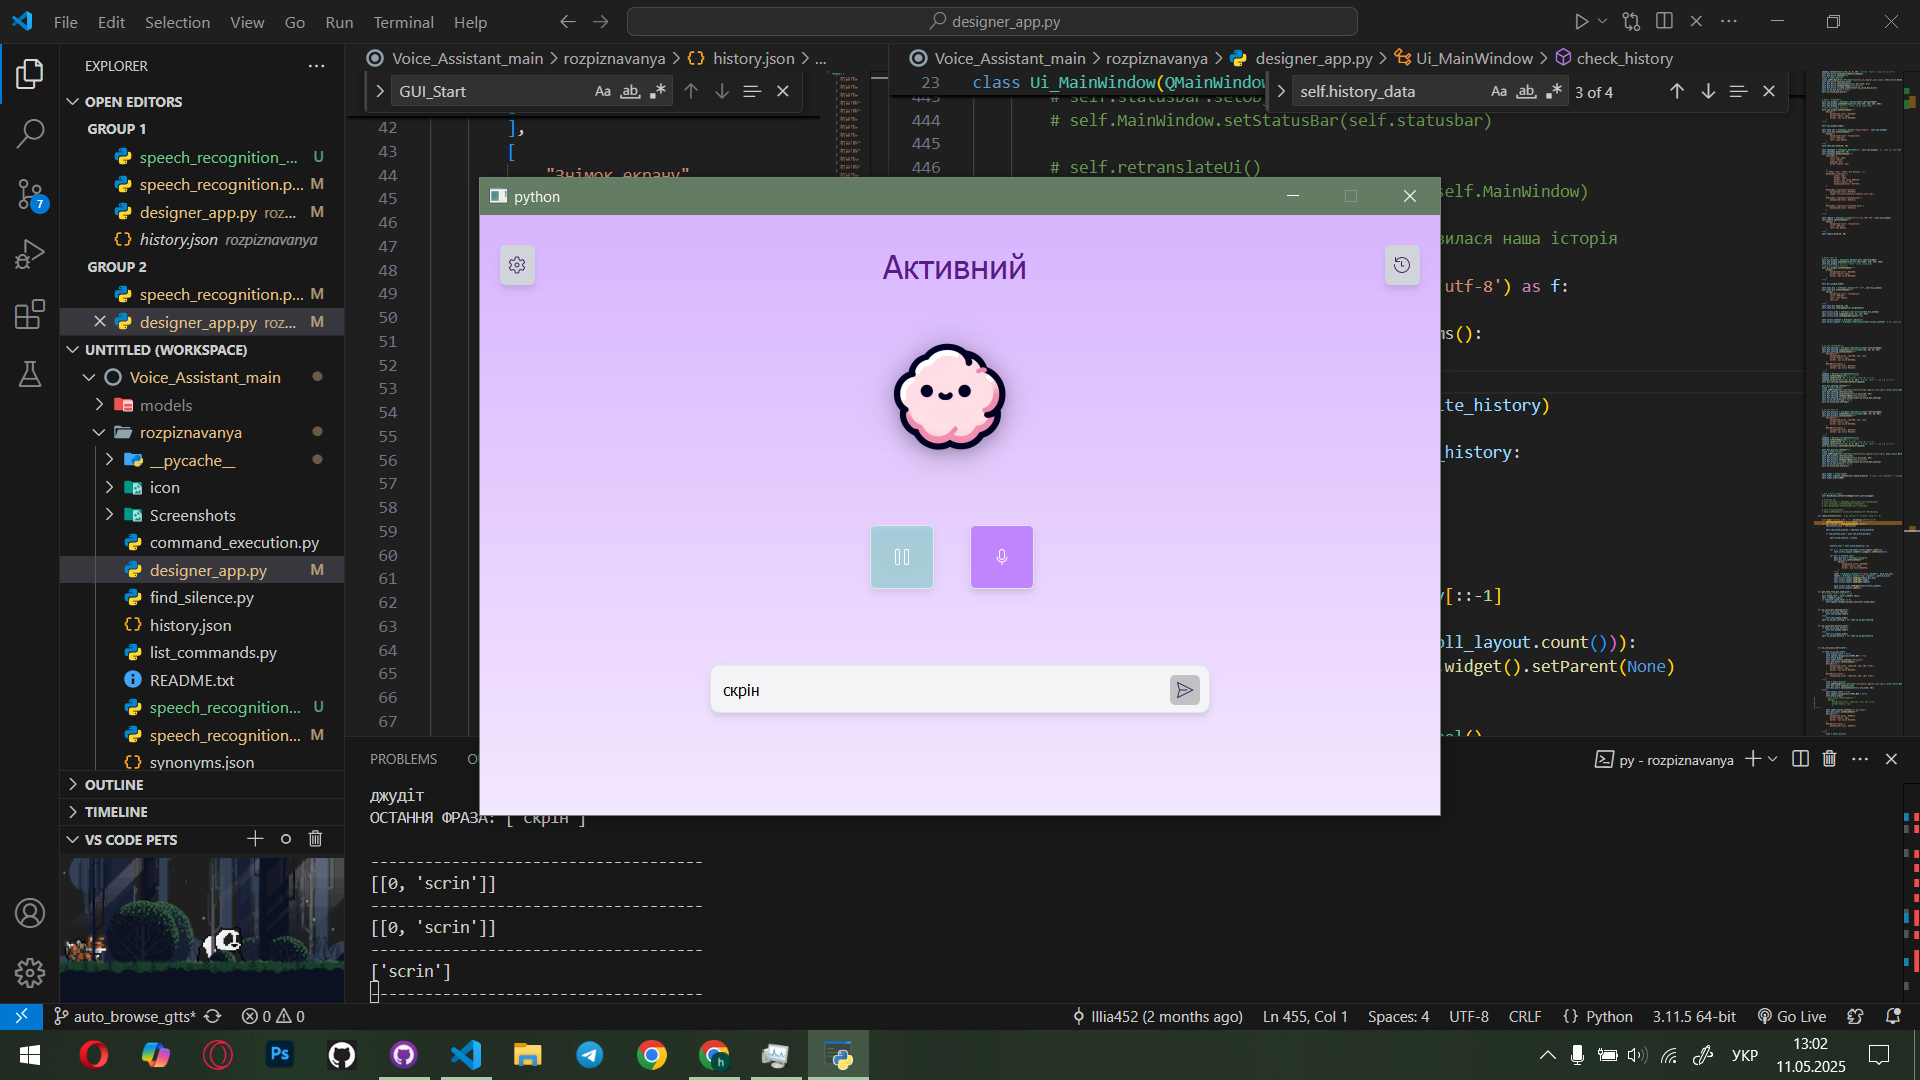 File Edit Selection View Go Run Terminal Help
designer_app.py
EXPLORER
OPEN EDITORS
GROUP 1
speech_recognition_... U
speech_recognition.p... M
designer_app.py roz... M
history.json rozpiznavanya
GROUP 2
speech_recognition.p... M
designer_app.py roz... M
UNTITLED (WORKSPACE)
Voice_Assistant_main
models
rozpiznavanya
__pycache__
icon
Screenshots
command_execution.py
designer_app.py M
find_silence.py
history.json
list_commands.py
README.txt
speech_recognition... U
speech_recognition... M
synonyms.json
OUTLINE
TIMELINE
VS CODE PETS
7
Voice_Assistant_main > rozpiznavanya > {} history.json > ...
GUI_Start
42 ],
43 [
44 "Знімок екрану"
45
46
47
48
49
50
51
52
53
54
55
56
57
58
59
60
61
62
63
64
65
66
67
Voice_Assistant_main > rozpiznavanya > designer_app.py > Ui_MainWindow > check_history
23 class Ui_MainWindow(QMainWindow
self.history_data
3 of 4
444 # self.MainWindow.setStatusBar(self.statusbar)
445
446 # self.retranslateUi()
self.MainWindow)
вилася наша історія
'utf-8') as f:
ms():
ite_history)
_history:
y[::-1]
oll_layout.count())):
.widget().setParent(None)
python
Активний
скрін
PROBLEMS
py - rozpiznavanya
джудіт
ОСТАННЯ ФРАЗА: ['скрін']
-------------------------------------
[[0, 'scrin']]
-------------------------------------
[[0, 'scrin']]
-------------------------------------
['scrin']
-------------------------------------
auto_browse_gtts* 0 0
Illia452 (2 months ago) Ln 455, Col 1 Spaces: 4 UTF-8 CRLF {} Python 3.11.5 64-bit Go Live
Ps
УКР
13:02
11.05.2025